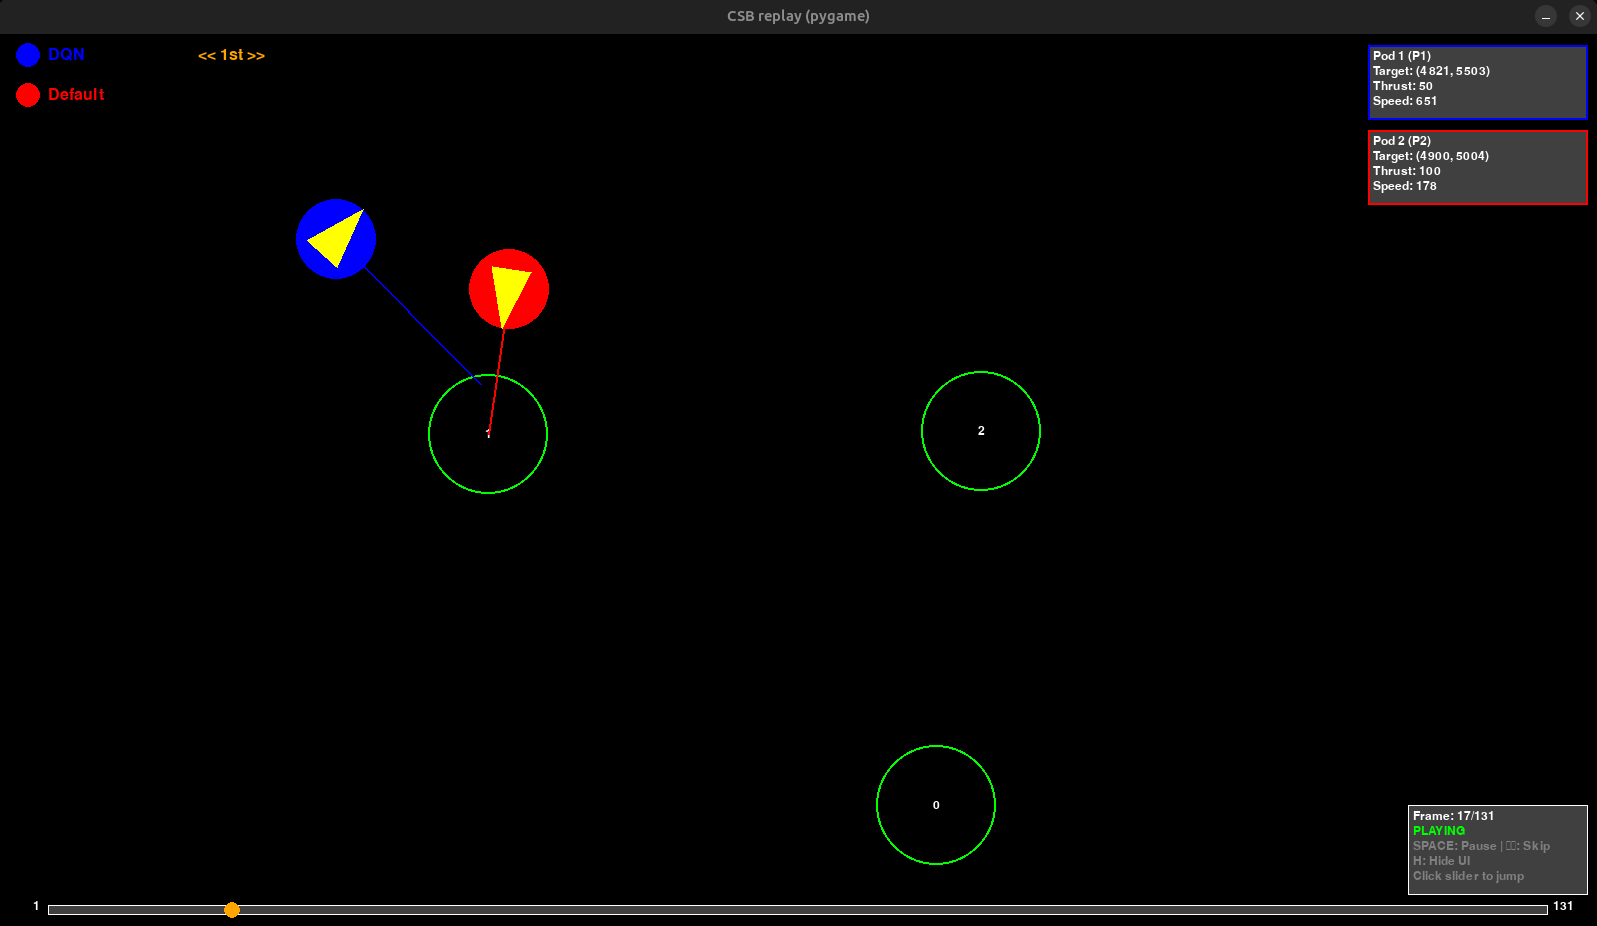 CSB replay (pygame)
DQN
<< 1st >>
Default
Pod 1 (P1)
Target: (4821, 5503)
Thrust: 50
Speed: 651
Pod 2 (P2)
Target: (4900, 5004)
Thrust: 100
Speed: 178
1
2
0
Frame: 17/131
PLAYING
SPACE: Pause | : Skip
H: Hide UI
Click slider to jump
1
131